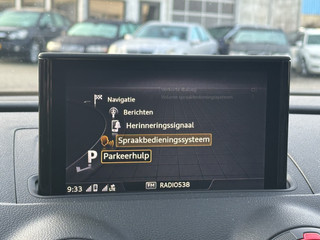 Navigatie
Berichten
Herinneringssignaal
Spraakbedieningssysteem
P Parkeerhulp
9:33 RADIO538